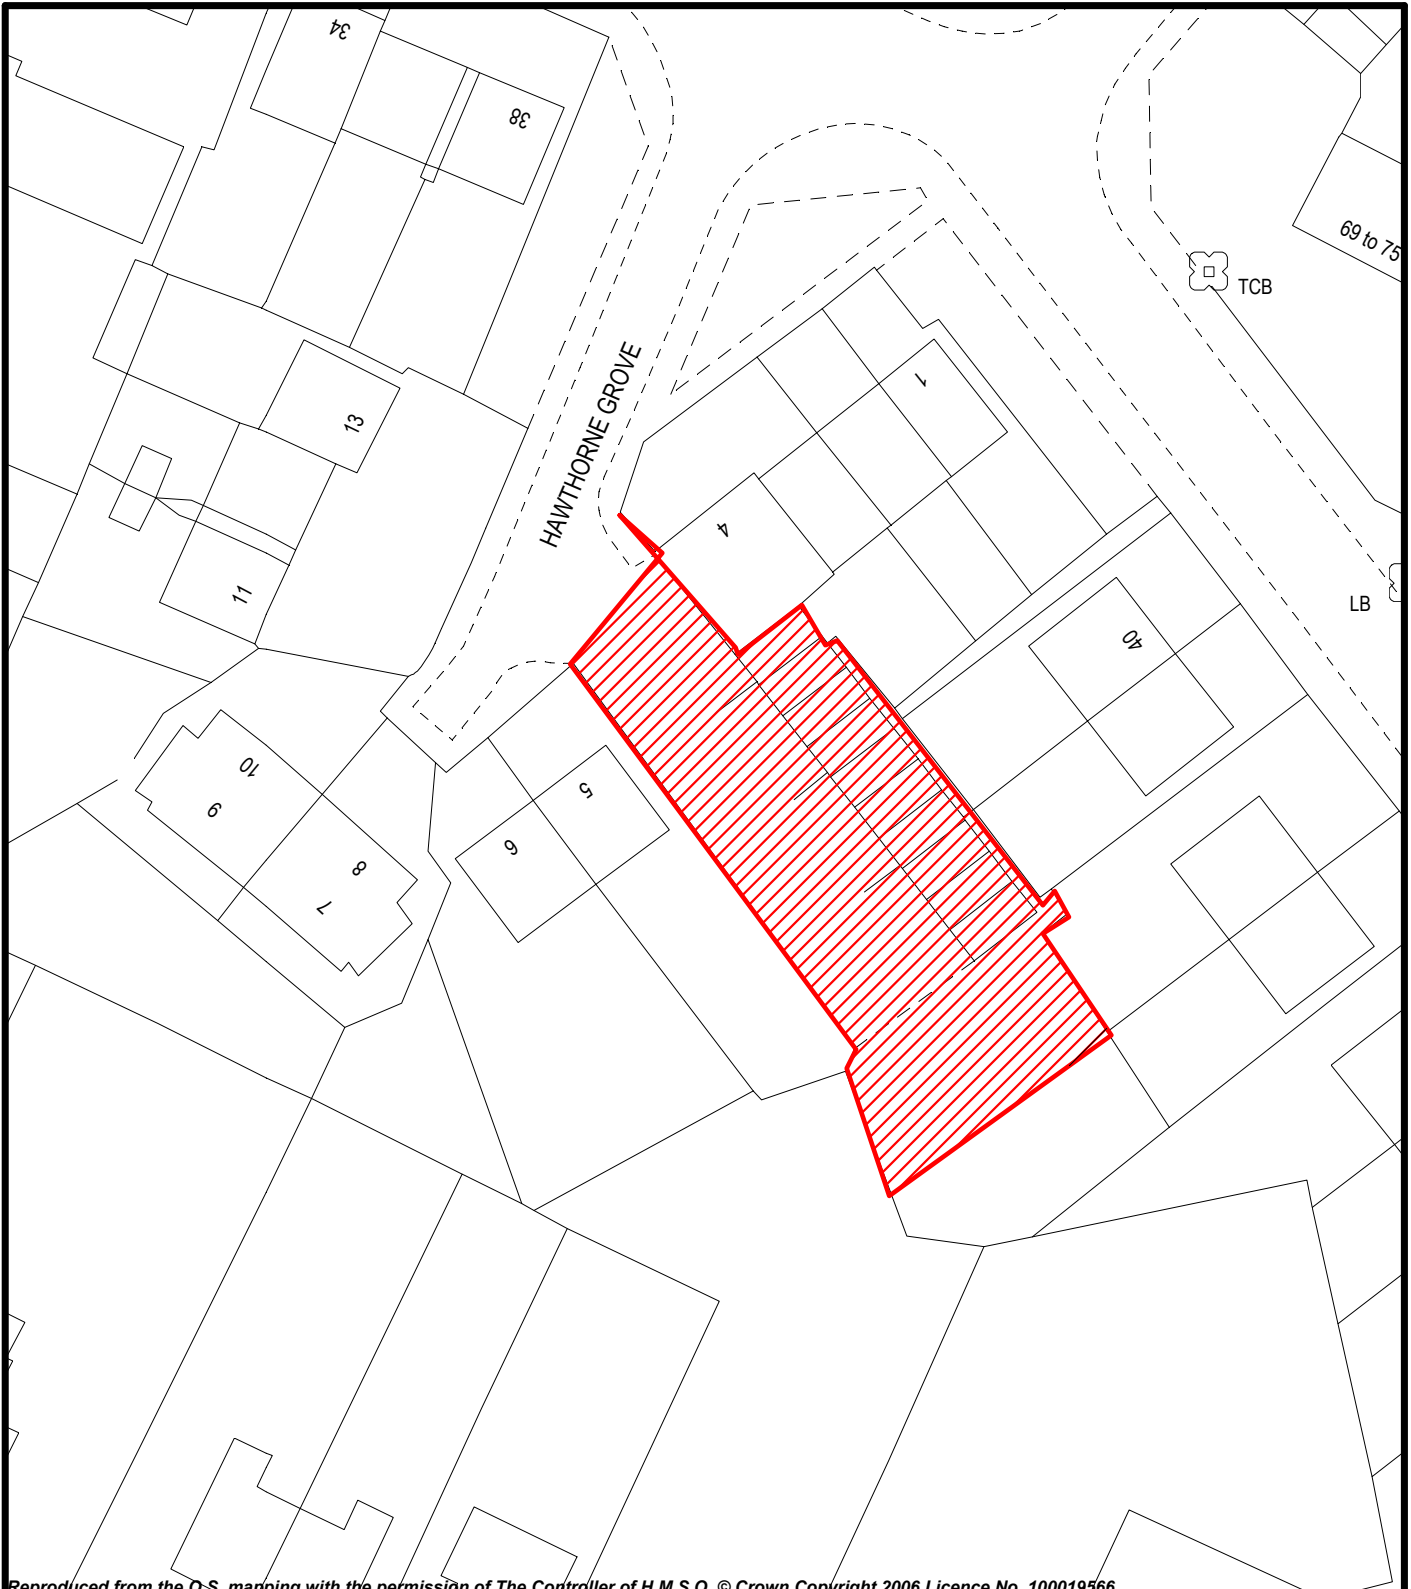 34
38
69 to 75
TCB
HAWTHORNE GROVE
1
13
4
11
LB
40
10
5
9
6
8
7
Reproduced from the O.S. mapping with the permission of The Controller of H.M.S.O. © Crown Copyright 2006 Licence No. 100019566